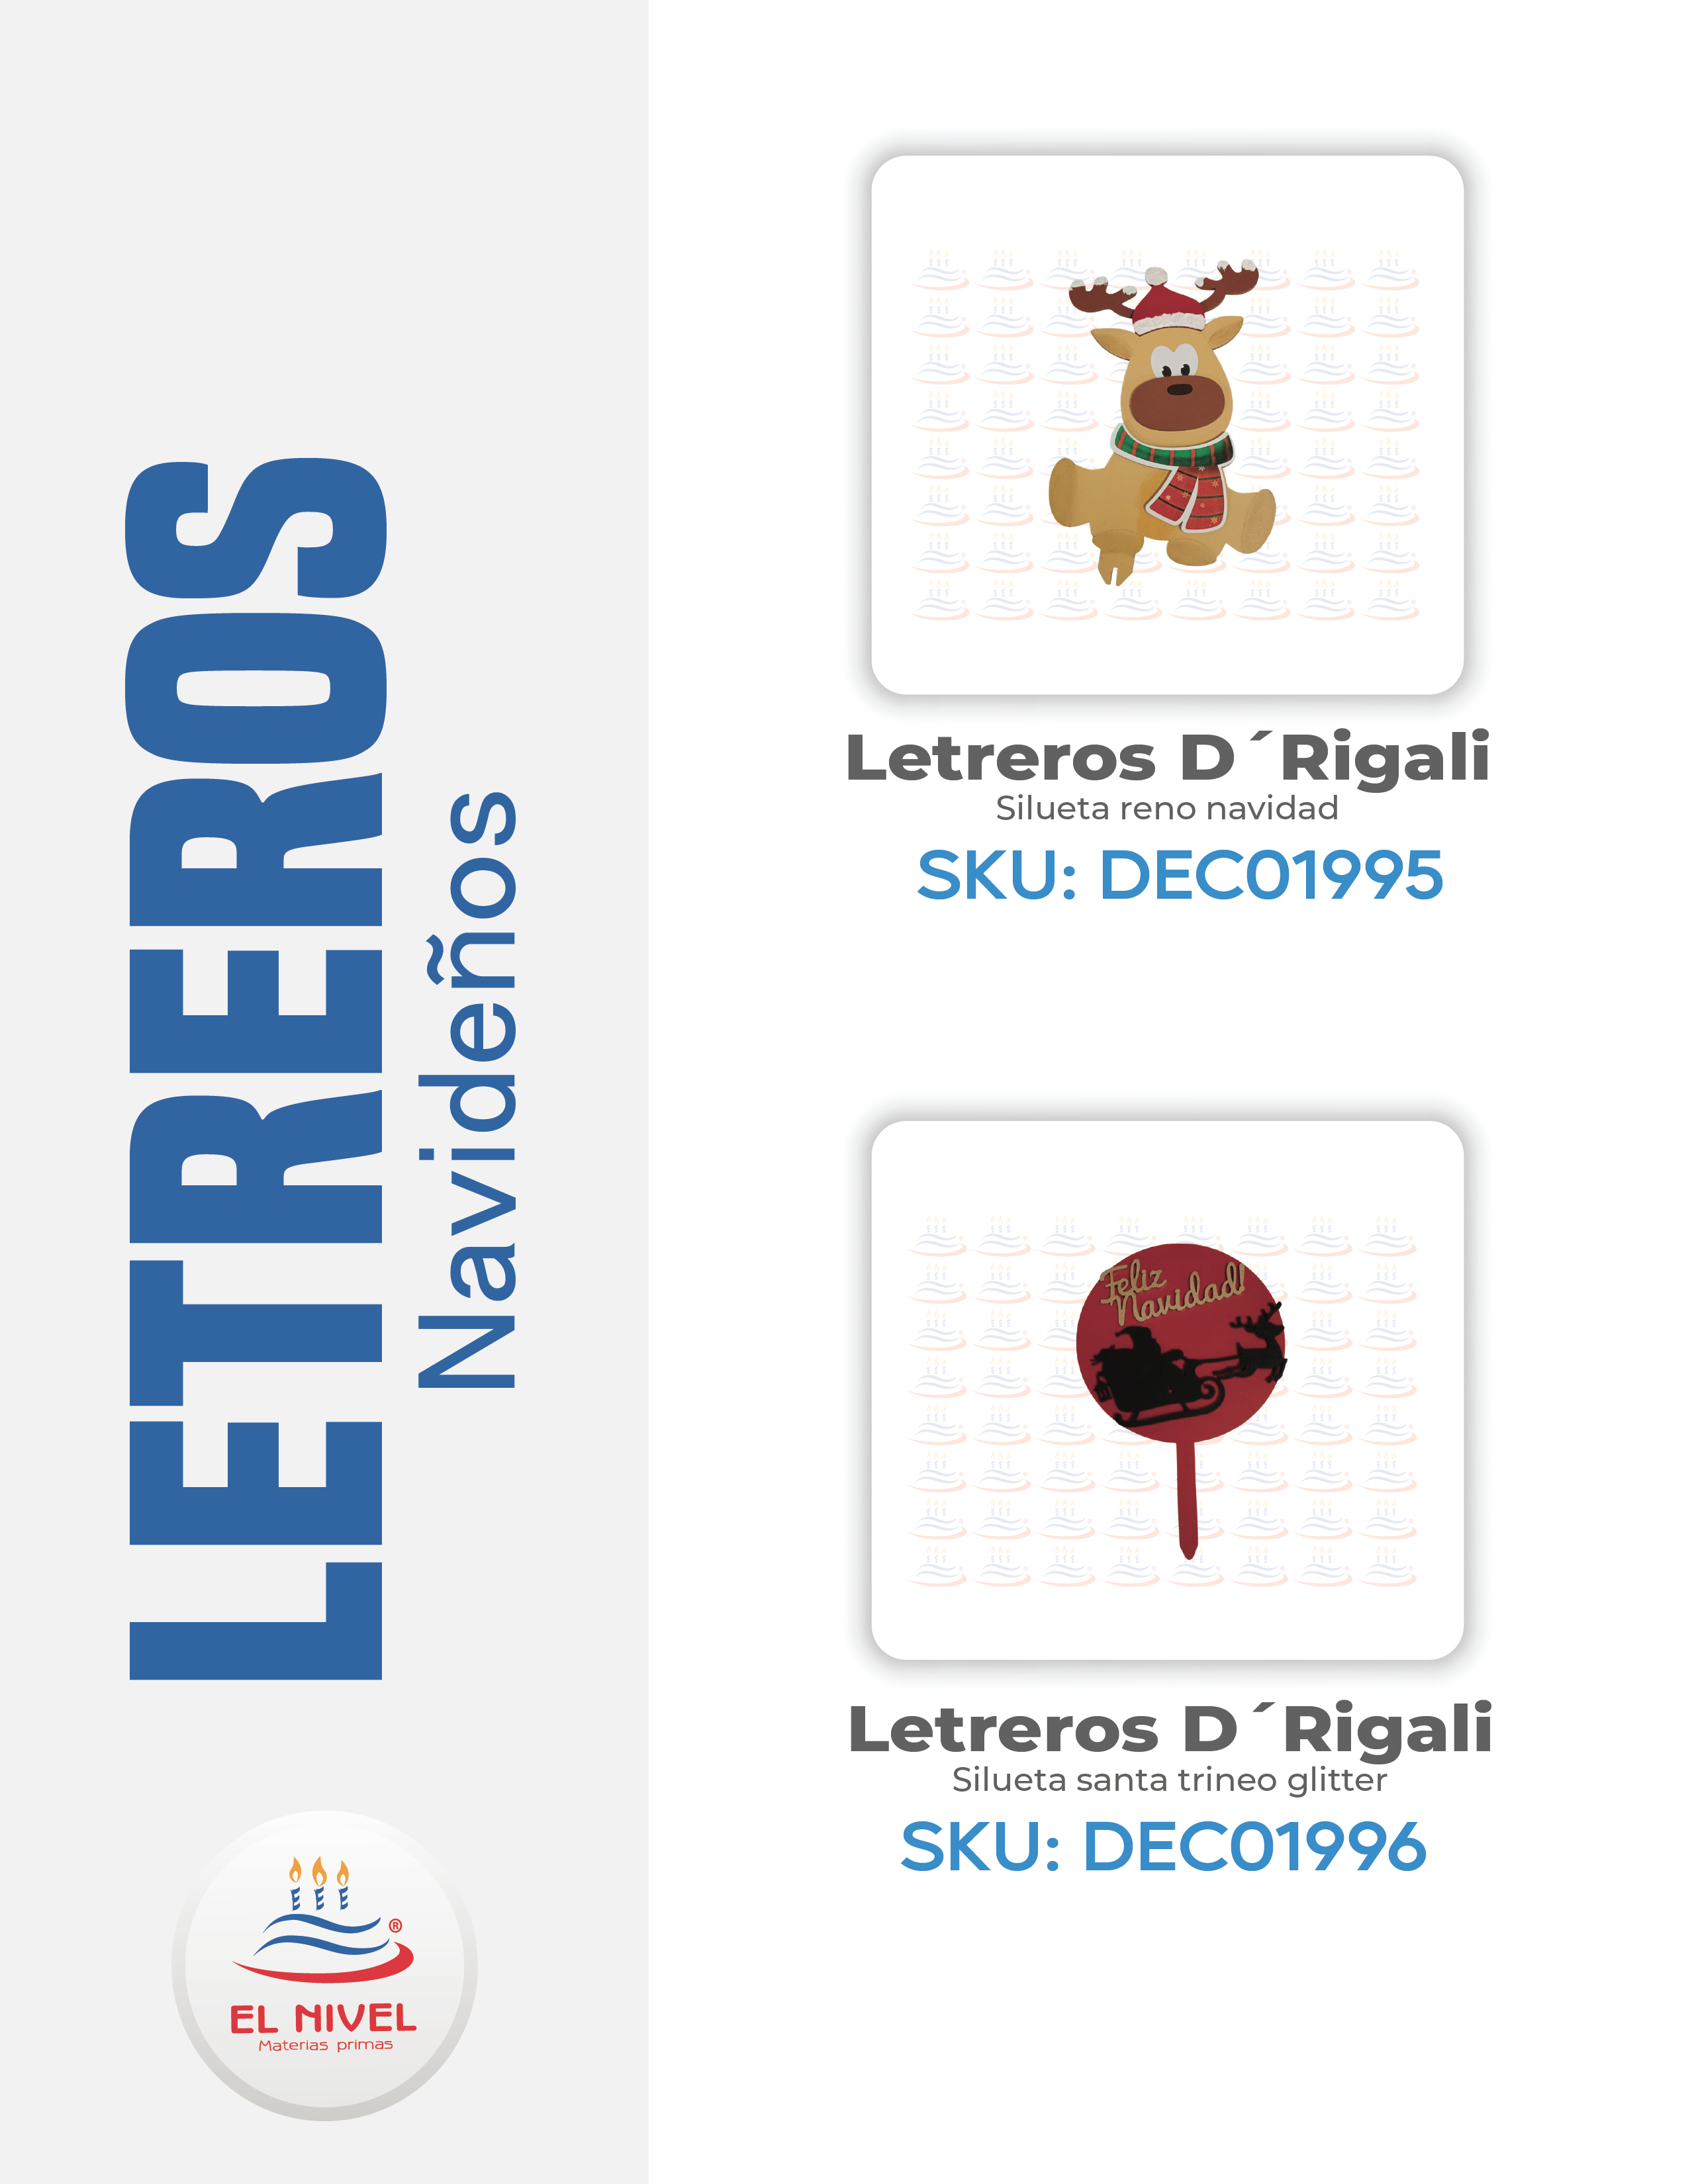 LETREROS
Navideños
Letreros D´Rigali
Silueta reno navidad
SKU: DEC01995
Feliz
Navidad!
Letreros D´Rigali
Silueta santa trineo glitter
SKU: DEC01996
®
EL NIVEL
Materias primas